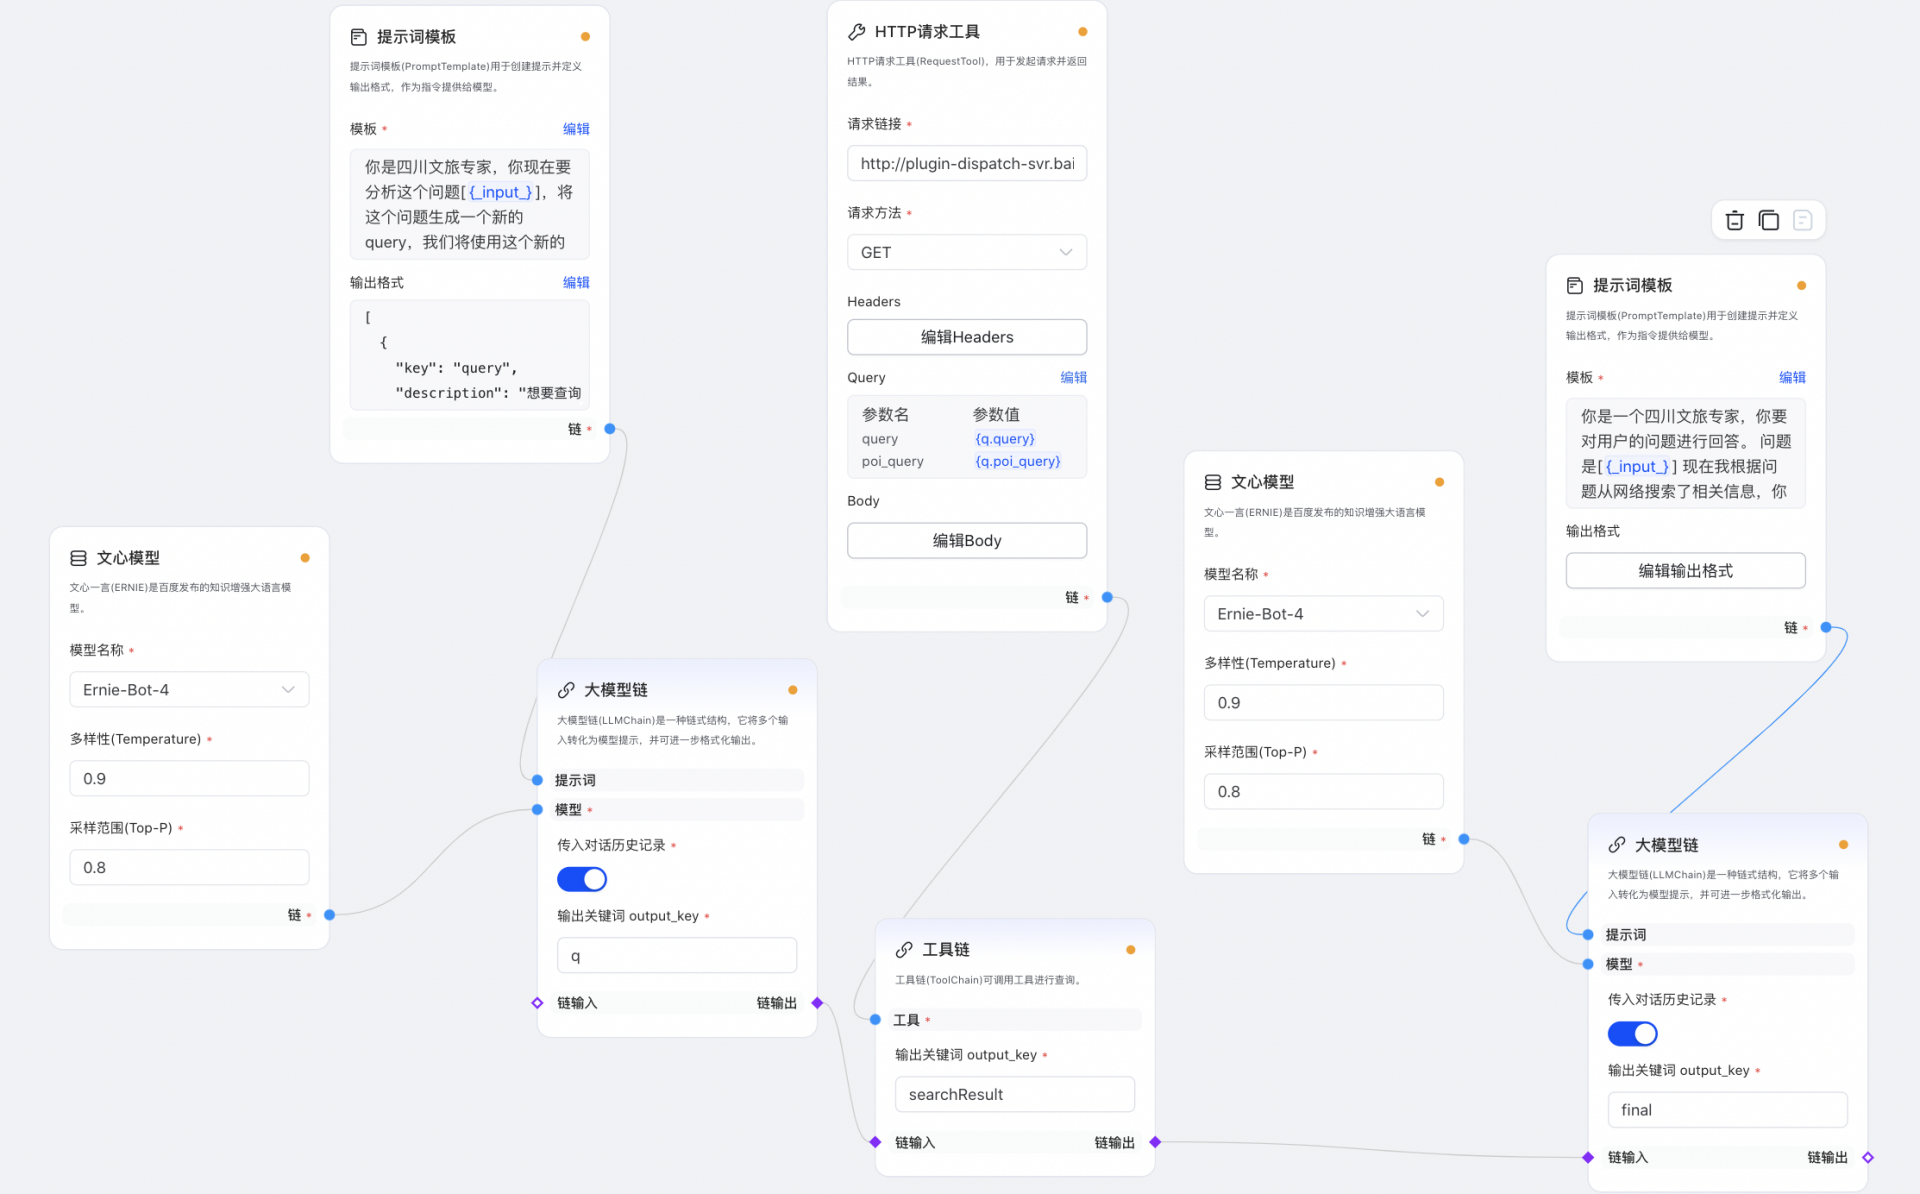 提示词模板
提示词模板(PromptTemplate)用于创建提示并定义
输出格式，作为指令提供给模型。
模板 *
编辑
你是四川文旅专家，你现在要
分析这个问题[{_input_}]，将
这个问题生成一个新的
query，我们将使用这个新的
输出格式
编辑
[
{
"key": "query",
"description": "想要查询
链 *
文心模型
文心一言(ERNIE)是百度发布的知识增强大语言模
型。
模型名称 *
Ernie-Bot-4
多样性(Temperature) *
0.9
采样范围(Top-P) *
0.8
链 *
大模型链
大模型链(LLMChain)是一种链式结构，它将多个输
入转化为模型提示，并可进一步格式化输出。
提示词
模型 *
传入对话历史记录 *
输出关键词 output_key *
q
链输入 链输出
HTTP请求工具
HTTP请求工具(RequestTool)，用于发起请求并返回
结果。
请求链接 *
http://plugin-dispatch-svr.bai
请求方法 *
GET
Headers
编辑Headers
Query
编辑
参数名 参数值
query {q.query}
poi_query {q.poi_query}
Body
编辑Body
链 *
工具链
工具链(ToolChain)可调用工具进行查询。
工具 *
输出关键词 output_key *
searchResult
链输入 链输出
文心模型
文心一言(ERNIE)是百度发布的知识增强大语言模
型。
模型名称 *
Ernie-Bot-4
多样性(Temperature) *
0.9
采样范围(Top-P) *
0.8
链 *
提示词模板
提示词模板(PromptTemplate)用于创建提示并定义
输出格式，作为指令提供给模型。
模板 *
编辑
你是一个四川文旅专家，你要
对用户的问题进行回答。 问题
是[{_input_}] 现在我根据问
题从网络搜索了相关信息，你
输出格式
编辑输出格式
链 *
大模型链
大模型链(LLMChain)是一种链式结构，它将多个输
入转化为模型提示，并可进一步格式化输出。
提示词
模型 *
传入对话历史记录 *
输出关键词 output_key *
final
链输入 链输出